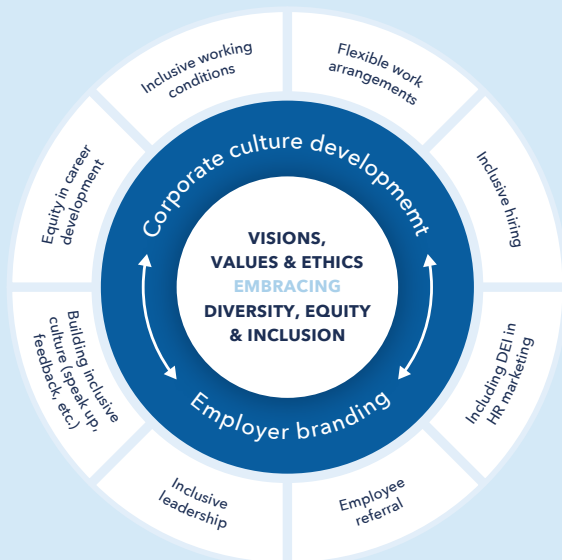 Inclusive working
conditions
Flexible work
arrangements
Inclusive hiring
Including DEI in
HR marketing
Employee
referral
Inclusive
leadership
Building inclusive
culture (speak up,
feedback, etc.)
Equity in career
development
Corporate culture developmemt
VISIONS,
VALUES & ETHICS
EMBRACING
DIVERSITY, EQUITY
& INCLUSION
Employer branding